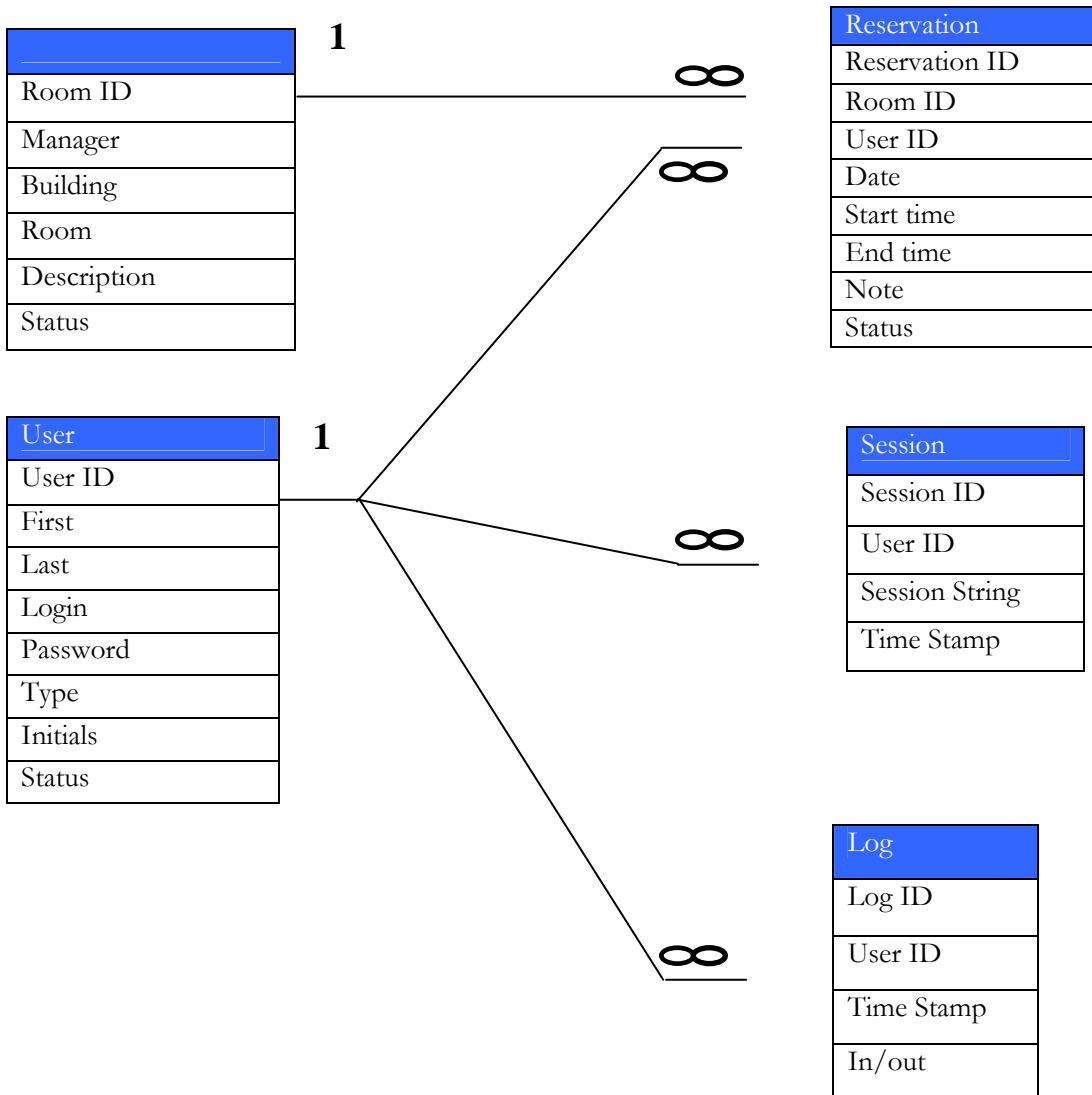 1
Room ID
Manager
Building
Room
Description
Status
∞
∞
Reservation
Reservation ID
Room ID
User ID
Date
Start time
End time
Note
Status
User
User ID
First
Last
Login
Password
Type
Initials
Status
1
∞
Session
Session ID
User ID
Session String
Time Stamp
∞
Log
Log ID
User ID
Time Stamp
In/out